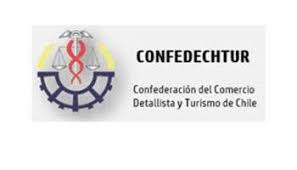 CONFEDECHTUR
Confederación del Comercio
Detallista y Turismo de Chile